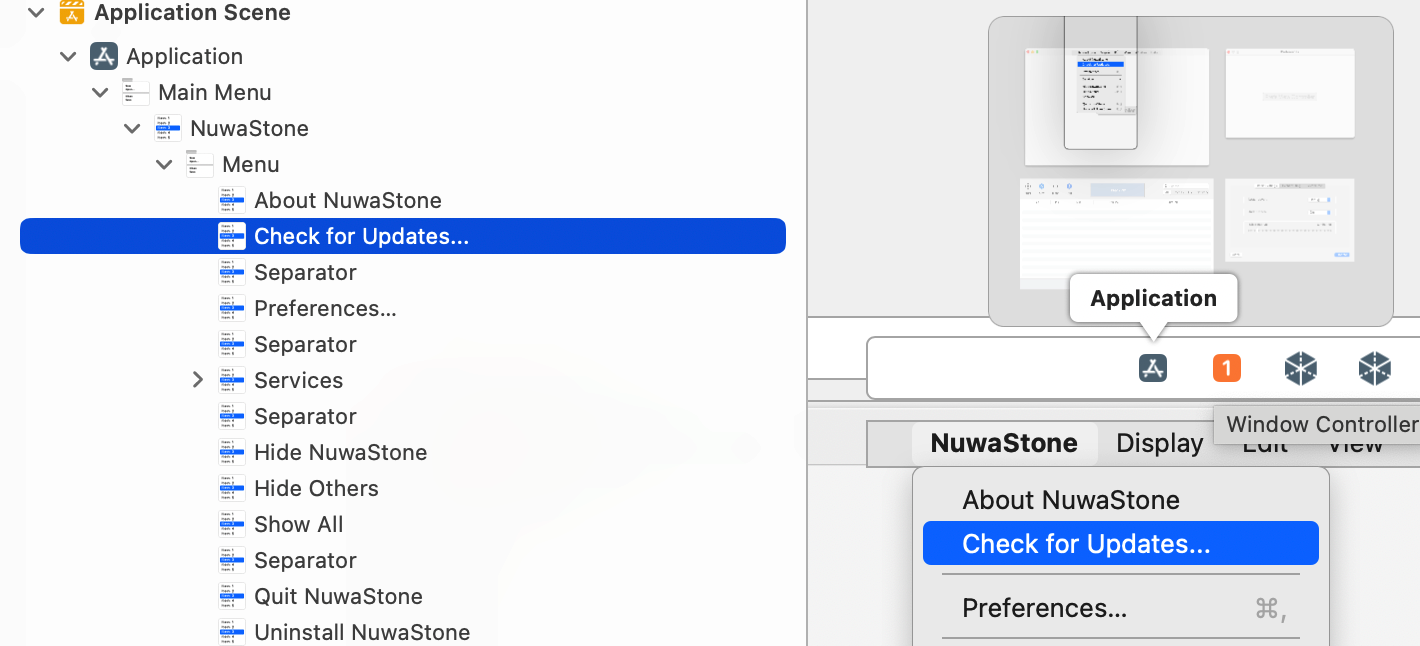 Application Scene
Application
Main Menu
NuwaStone
Menu
About NuwaStone
Check for Updates...
Separator
Preferences...
Separator
Services
Separator
Hide NuwaStone
Hide Others
Show All
Separator
Quit NuwaStone
Uninstall NuwaStone
Application
1
Window Controller
NuwaStone Display Edit View
About NuwaStone
Check for Updates...
Preferences... ⌘,